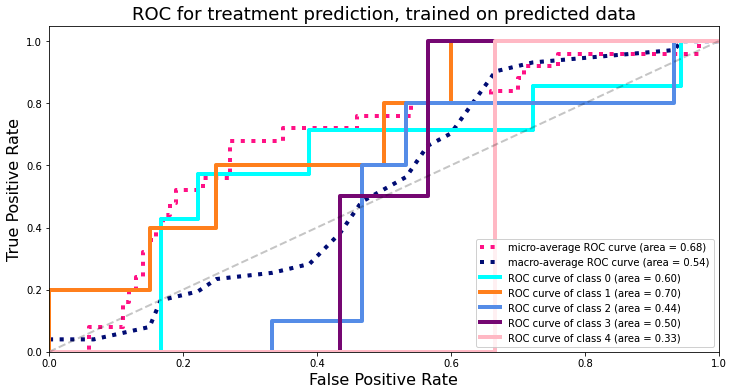 ROC for treatment prediction, trained on predicted data
True Positive Rate
1.0
0.8
0.6
0.4
0.2
0.0
micro-average ROC curve (area = 0.68)
macro-average ROC curve (area = 0.54)
ROC curve of class 0 (area = 0.60)
ROC curve of class 1 (area = 0.70)
ROC curve of class 2 (area = 0.44)
ROC curve of class 3 (area = 0.50)
ROC curve of class 4 (area = 0.33)
0.0 0.2 0.4 0.6 0.8 1.0
False Positive Rate